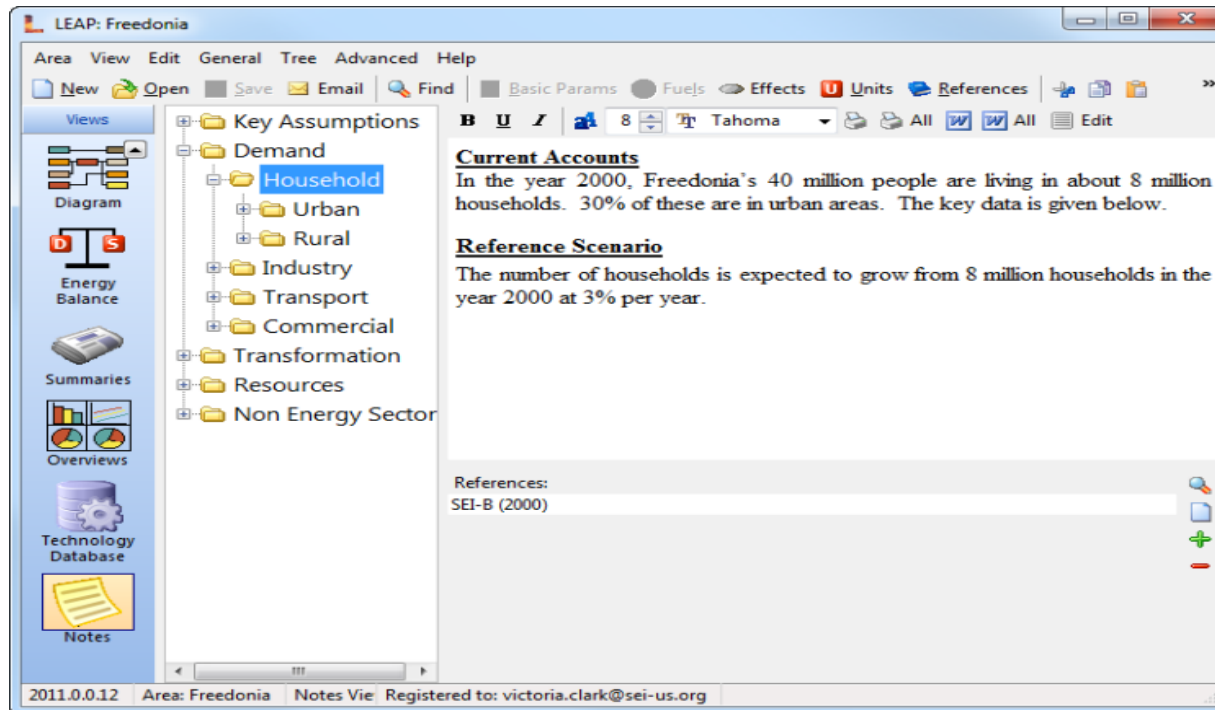 LEAP: Freedonia
Area View Edit General Tree Advanced Help
New Open Save Email Find Basic Params Fuels Effects U Units References »
Views
Diagram
D S
Energy
Balance
Summaries
Overviews
Technology
Database
Notes
Key Assumptions
Demand
Household
Urban
Rural
Industry
Transport
Commercial
Transformation
Resources
Non Energy Sector
B U I 8 Tahoma All All Edit
Current Accounts
In the year 2000, Freedonia's 40 million people are living in about 8 million
households. 30% of these are in urban areas. The key data is given below.
Reference Scenario
The number of households is expected to grow from 8 million households in the
year 2000 at 3% per year.
References:
SEI-B (2000)
2011.0.0.12 Area: Freedonia Notes Vie Registered to: victoria.clark@sei-us.org